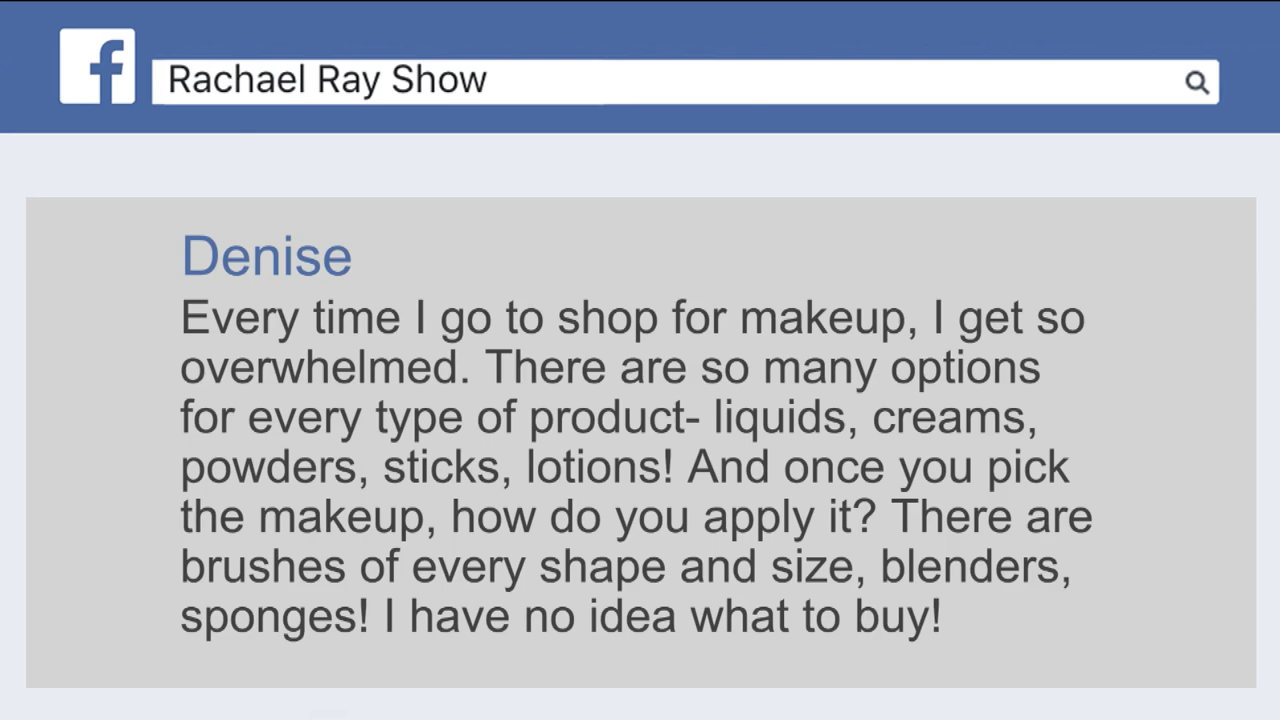 Rachael Ray Show
Denise
Every time I go to shop for makeup, I get so
overwhelmed. There are so many options
for every type of product- liquids, creams,
powders, sticks, lotions! And once you pick
the makeup, how do you apply it? There are
brushes of every shape and size, blenders,
sponges! I have no idea what to buy!